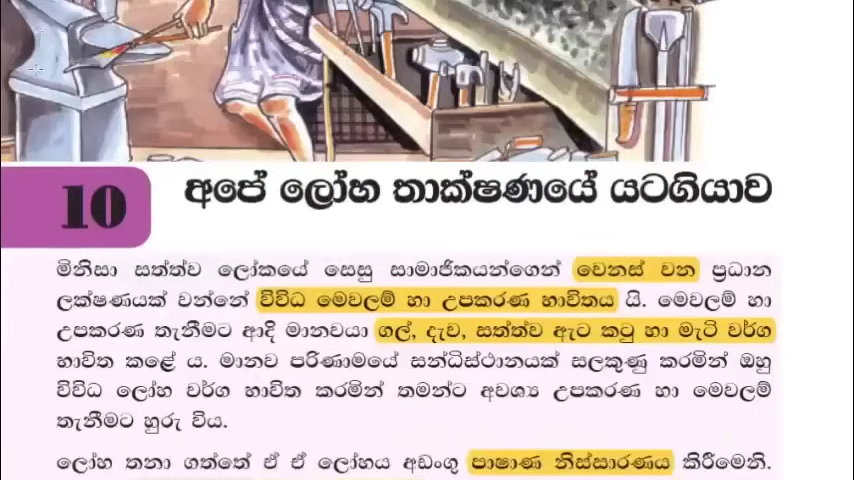 10
අපේ ලෝහ තාක්ෂණයේ යටගියාව
මිනිසා සත්ත්ව ලෝකයේ සෙසු සාමාජිකයන්ගෙන් වෙනස් වන ප්‍රධාන
ලක්ෂණයක් වන්නේ විවිධ මෙවලම් හා උපකරණ භාවිතය යි. මෙවලම් හා
උපකරණ තැනීමට ආදි මානවයා ගල්, දැව, සත්ත්ව ඇට කටු හා මැටි වර්ග
භාවිත කළේ ය. මානව පරිණාමයේ සන්ධිස්ථානයක් සලකුණු කරමින් ඔහු
විවිධ ලෝහ වර්ග භාවිත කරමින් තමන්ට අවශ්‍ය උපකරණ හා මෙවලම්
තැනීමට හුරු විය.
ලෝහ තනා ගත්තේ ඒ ඒ ලෝහය අඩංගු පාෂාණ නිස්සාරණය කිරීමෙනි.